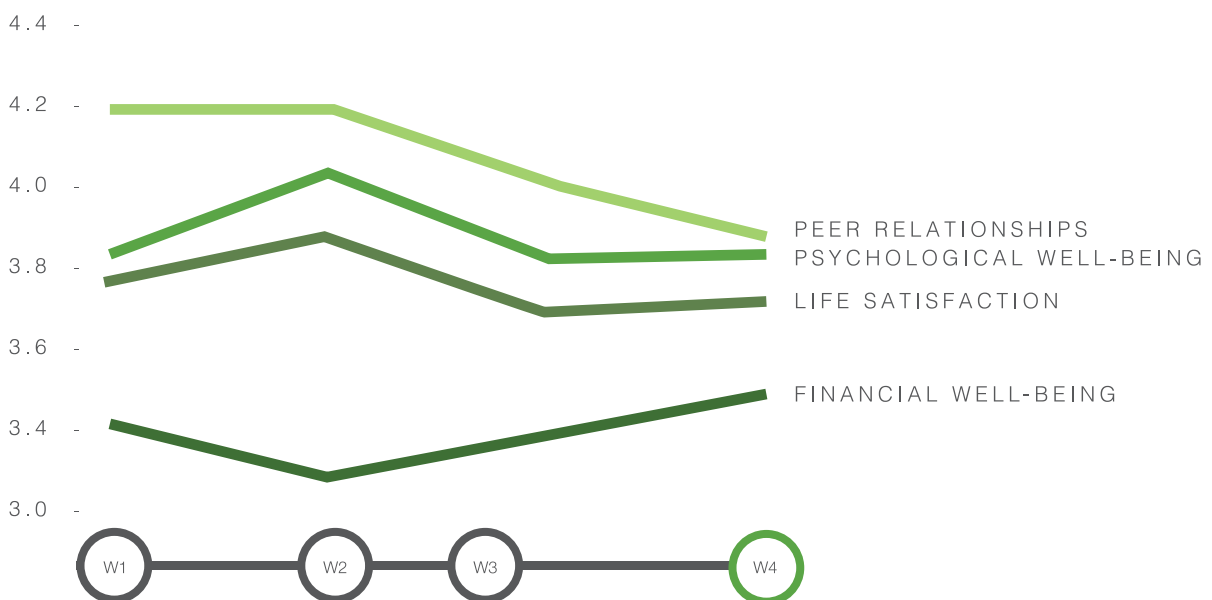 4.4
4.2
4.0
3.8
3.6
3.4
3.0
PEER RELATIONSHIPS
PSYCHOLOGICAL WELL-BEING
LIFE SATISFACTION
FINANCIAL WELL-BEING
W1
W2
W3
W4